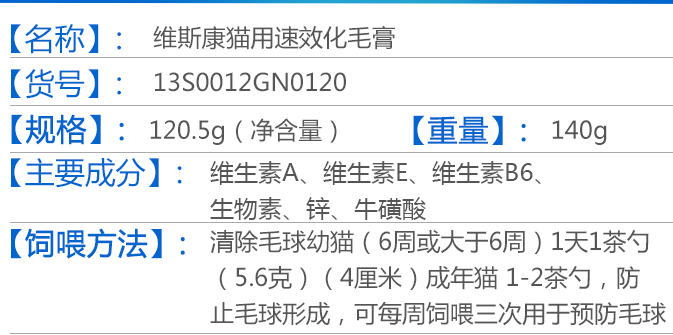 【名称】： 维斯康猫用速效化毛膏
【货号】： 13S0012GN0120
【规格】： 120.5g（净含量） 【重量】： 140g
【主要成分】： 维生素A、维生素E、维生素B6、
生物素、锌、牛磺酸
【饲喂方法】： 清除毛球幼猫（6周或大于6周）1天1茶勺
（5.6克）（4厘米）成年猫 1-2茶勺，防
止毛球形成，可每周饲喂三次用于预防毛球